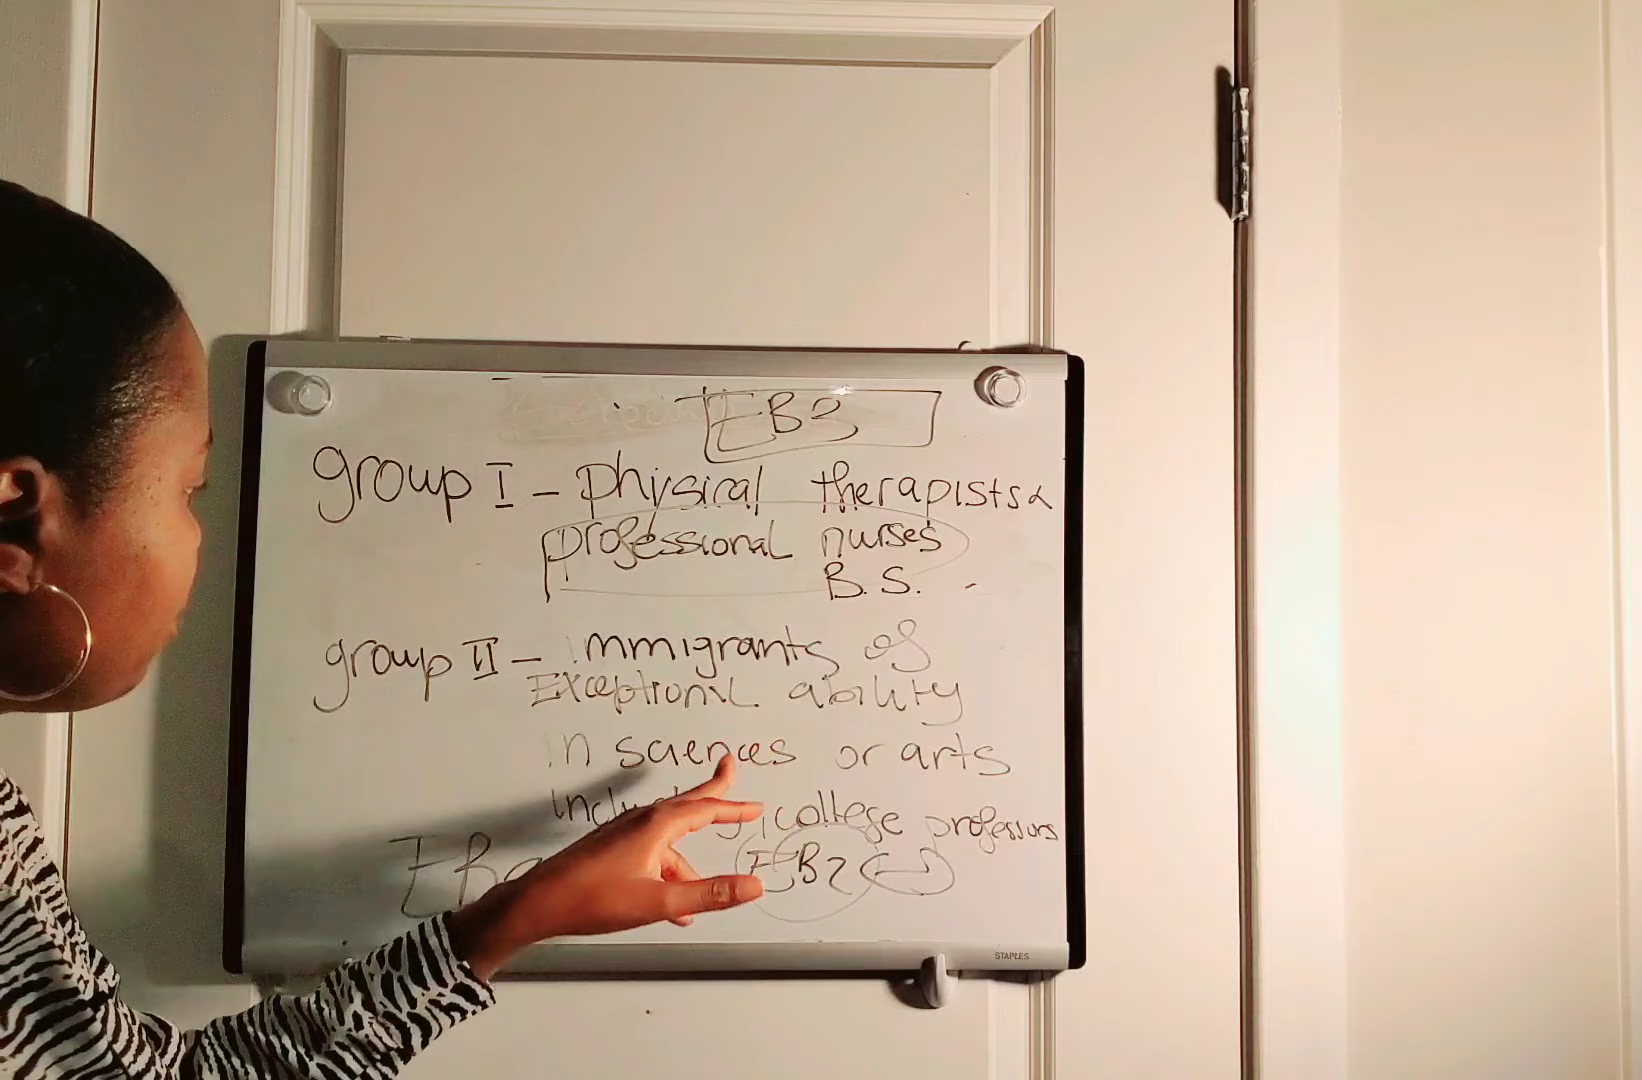 EB3
group I - physical therapists &
professional nurses
B.S.
group II - immigrants of
Exceptional ability
in sciences or arts
college professors
EB2
STAPLES